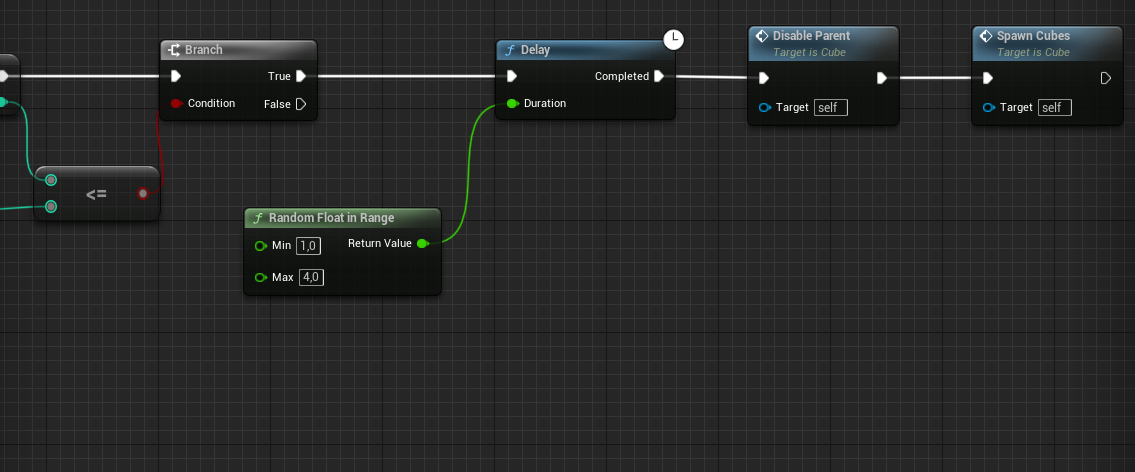 Branch
True
Condition
False
<=
Delay
Completed
Duration
Disable Parent
Target is Cube
Target self
Spawn Cubes
Target is Cube
Target self
Random Float in Range
Min 1,0
Return Value
Max 4,0